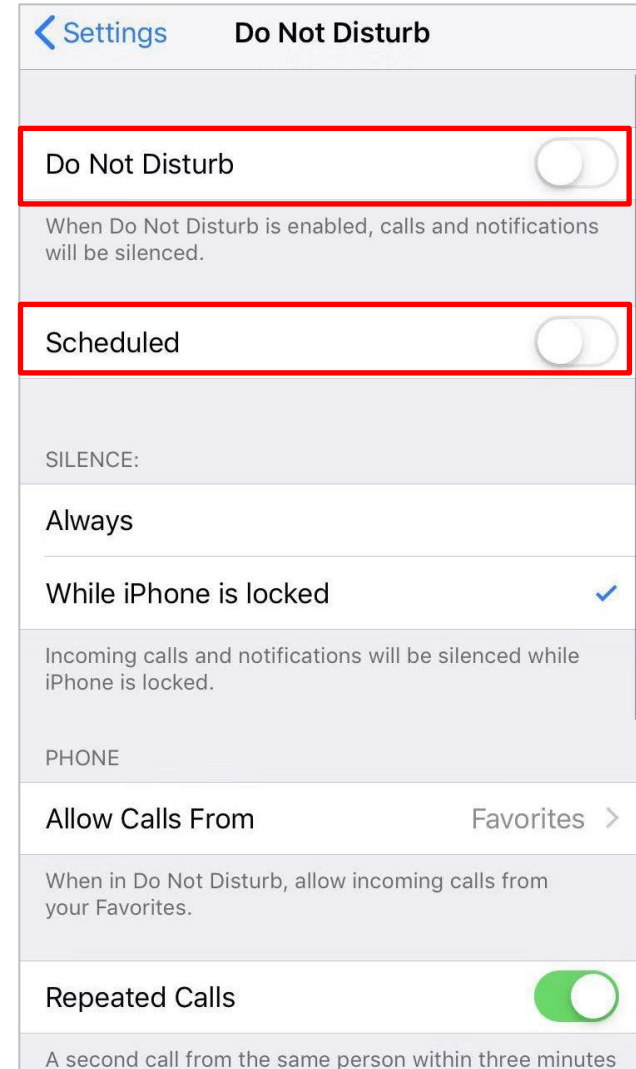 Settings Do Not Disturb
Do Not Disturb
When Do Not Disturb is enabled, calls and notifications
will be silenced.
Scheduled
SILENCE:
Always
While iPhone is locked
Incoming calls and notifications will be silenced while
iPhone is locked.
PHONE
Allow Calls From Favorites
When in Do Not Disturb, allow incoming calls from
your Favorites.
Repeated Calls
A second call from the same person within three minutes